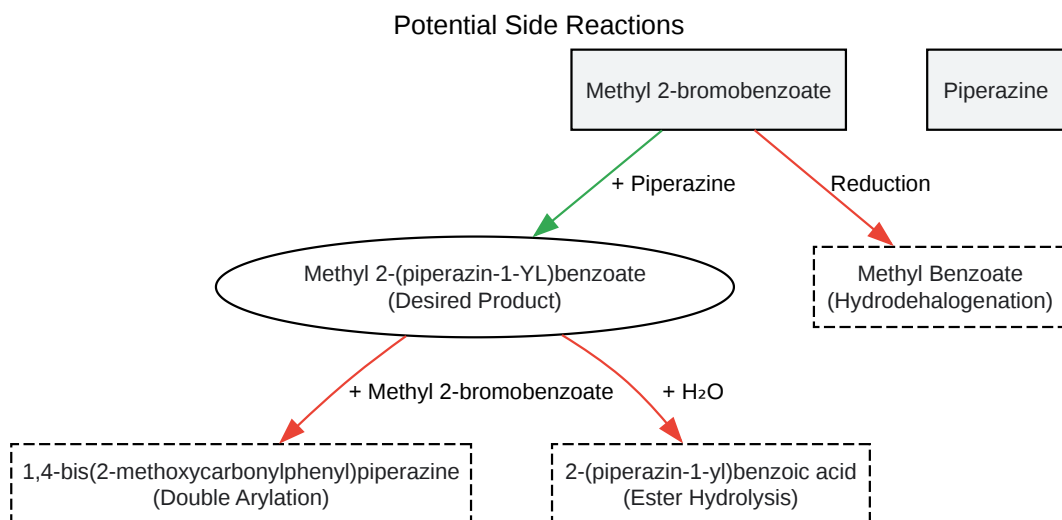 Potential Side Reactions
Methyl 2-bromobenzoate
Piperazine
+ Piperazine
Reduction
Methyl 2-(piperazin-1-YL)benzoate
(Desired Product)
Methyl Benzoate
(Hydrodehalogenation)
+ Methyl 2-bromobenzoate
+ H₂O
1,4-bis(2-methoxycarbonylphenyl)piperazine
(Double Arylation)
2-(piperazin-1-yl)benzoic acid
(Ester Hydrolysis)